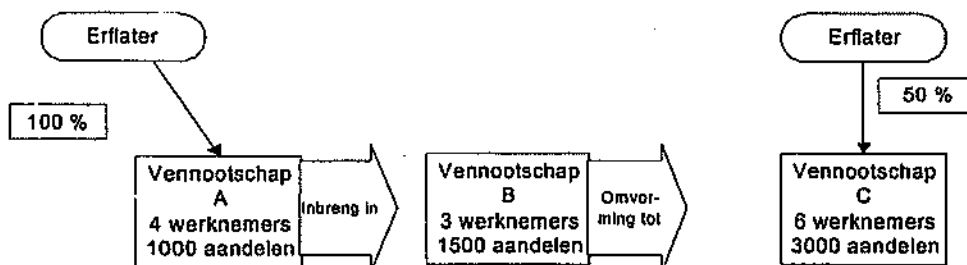 Erflater
Erflater
100 %
50 %
Vennootschap
A
4 werknemers
1000 aandelen
Inbreng in
Vennootschap
B
3 werknemers
1500 aandelen
Omvor-
ming tot
Vennootschap
C
6 werknemers
3000 aandelen